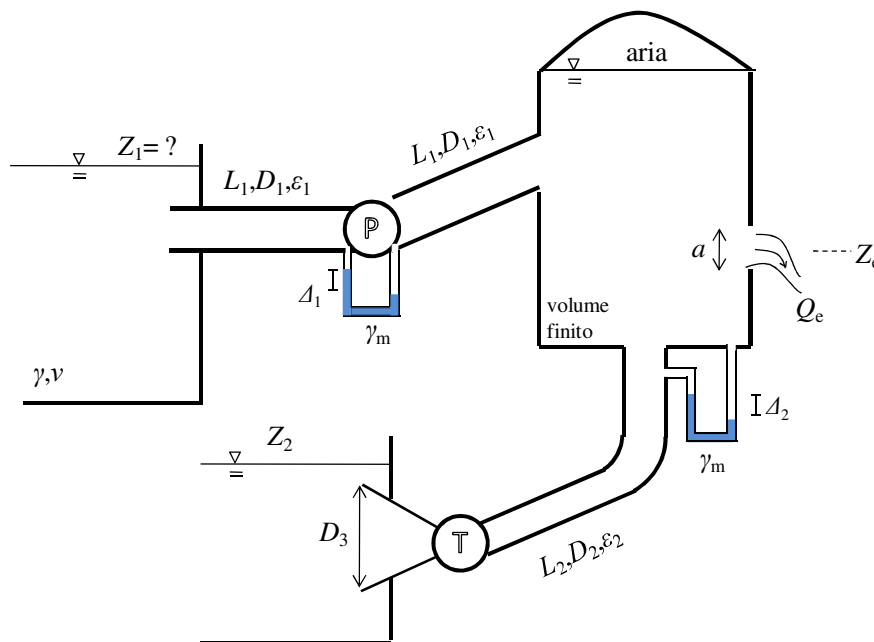 aria
Z₁= ?
L₁,D₁,ε₁
L₁,D₁,ε₁
P
a
Zₑ
Δ₁
Qₑ
volume
finito
γₘ
γ,ν
Δ₂
Z₂
γₘ
D₃
T
L₂,D₂,ε₂